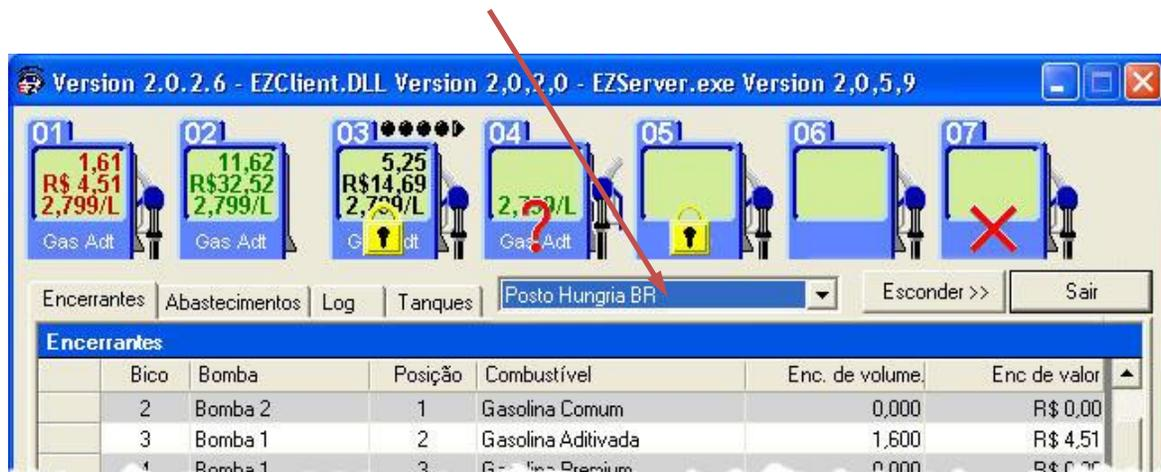 Version 2.0.2.6 - EZClient.DLL Version 2,0,2,0 - EZServer.exe Version 2,0,5,9
01 02 03 04 05 06 07
1,61 11,62 5,25
R$ 4,51 R$32,52 R$14,69
2,799/L 2,799/L 2,799/L 2,799/L
Gas Adt Gas Adt Gas Adt
Encerrantes Abastecimentos Log Tanques Posto Hungria BR Esconder >> Sair
Encerrantes
Bico Bomba Posição Combustível Enc. de volume. Enc de valor
2 Bomba 2 1 Gasolina Comum 0,000 R$ 0,00
3 Bomba 1 2 Gasolina Aditivada 1,600 R$ 4,51
Bomba 1 3 Premium 0,000